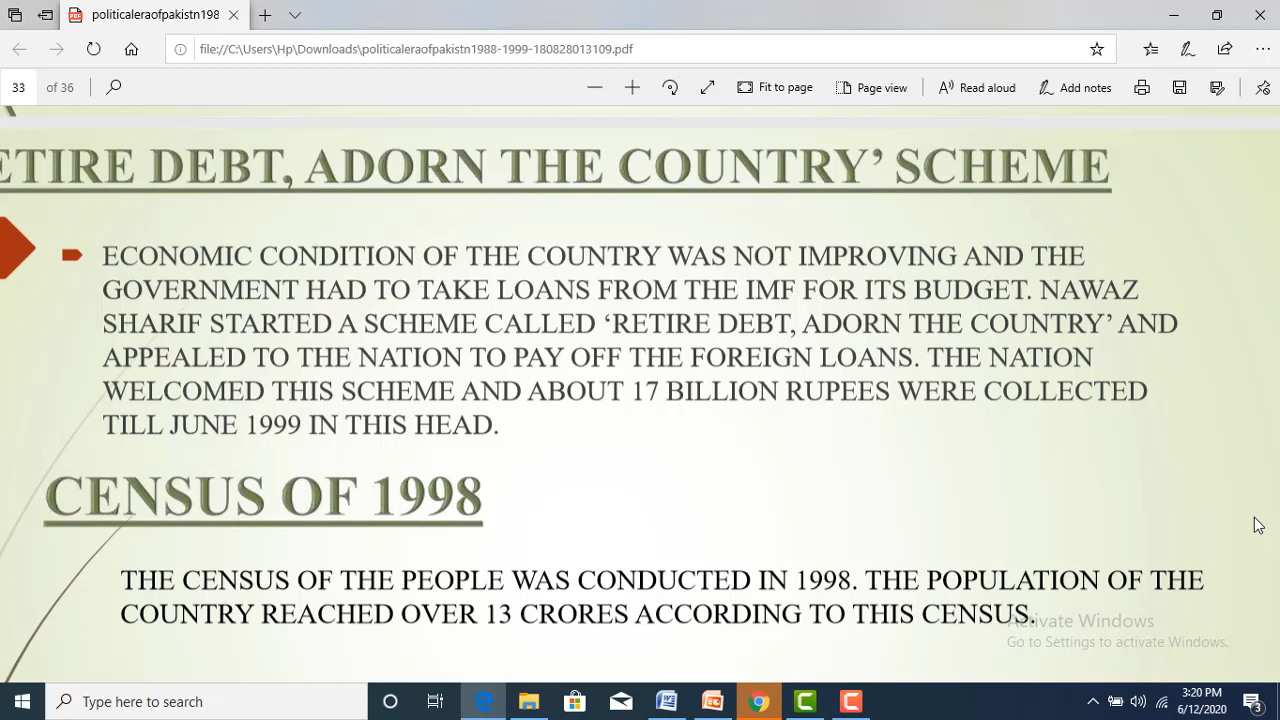 politicaleraofpakistn198
file://C:\Users\Hp\Downloads\politicaleraofpakistn1988-1999-180828013109.pdf
33 of 36 Fit to page Page view Read aloud Add notes
ETIRE DEBT, ADORN THE COUNTRY’ SCHEME
ECONOMIC CONDITION OF THE COUNTRY WAS NOT IMPROVING AND THE
GOVERNMENT HAD TO TAKE LOANS FROM THE IMF FOR ITS BUDGET. NAWAZ
SHARIF STARTED A SCHEME CALLED ‘RETIRE DEBT, ADORN THE COUNTRY’ AND
APPEALED TO THE NATION TO PAY OFF THE FOREIGN LOANS. THE NATION
WELCOMED THIS SCHEME AND ABOUT 17 BILLION RUPEES WERE COLLECTED
TILL JUNE 1999 IN THIS HEAD.
CENSUS OF 1998
THE CENSUS OF THE PEOPLE WAS CONDUCTED IN 1998. THE POPULATION OF THE
COUNTRY REACHED OVER 13 CRORES ACCORDING TO THIS CENSUS.
Activate Windows
Go to Settings to activate Windows.
Type here to search
3:20 PM
6/12/2020
3